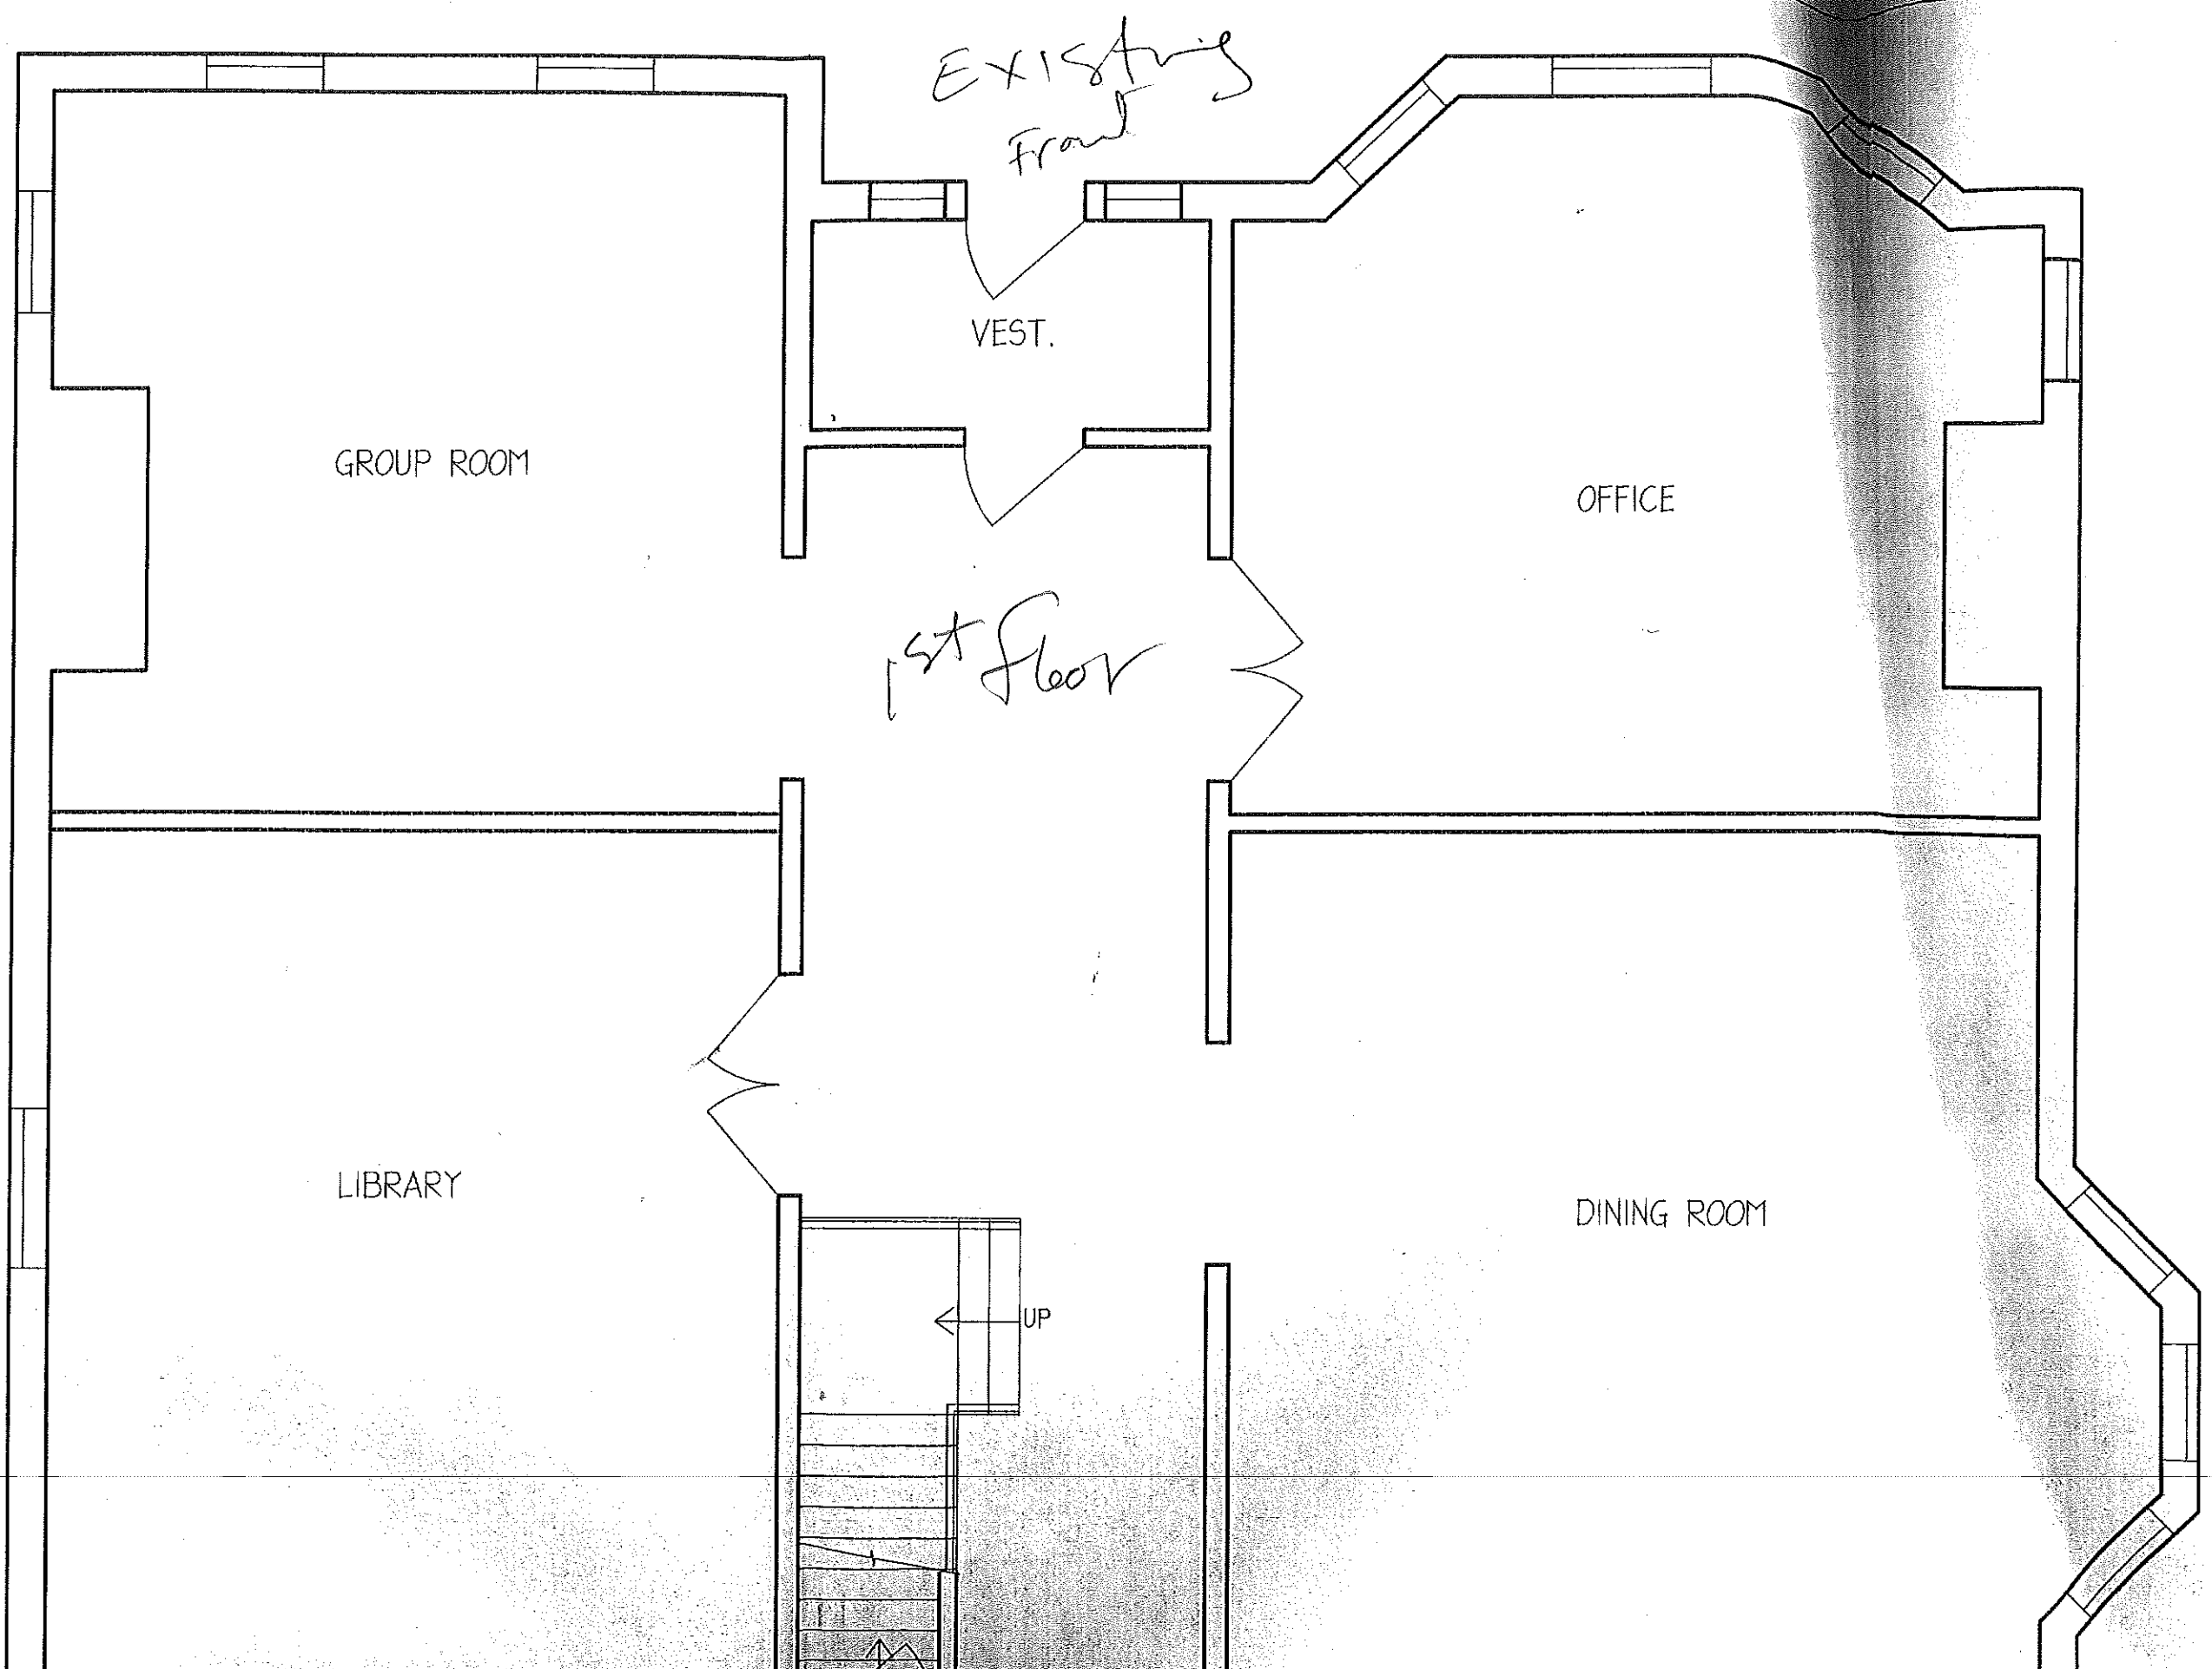 Existing
Front
VEST.
GROUP ROOM
OFFICE
1st floor
LIBRARY
DINING ROOM
UP